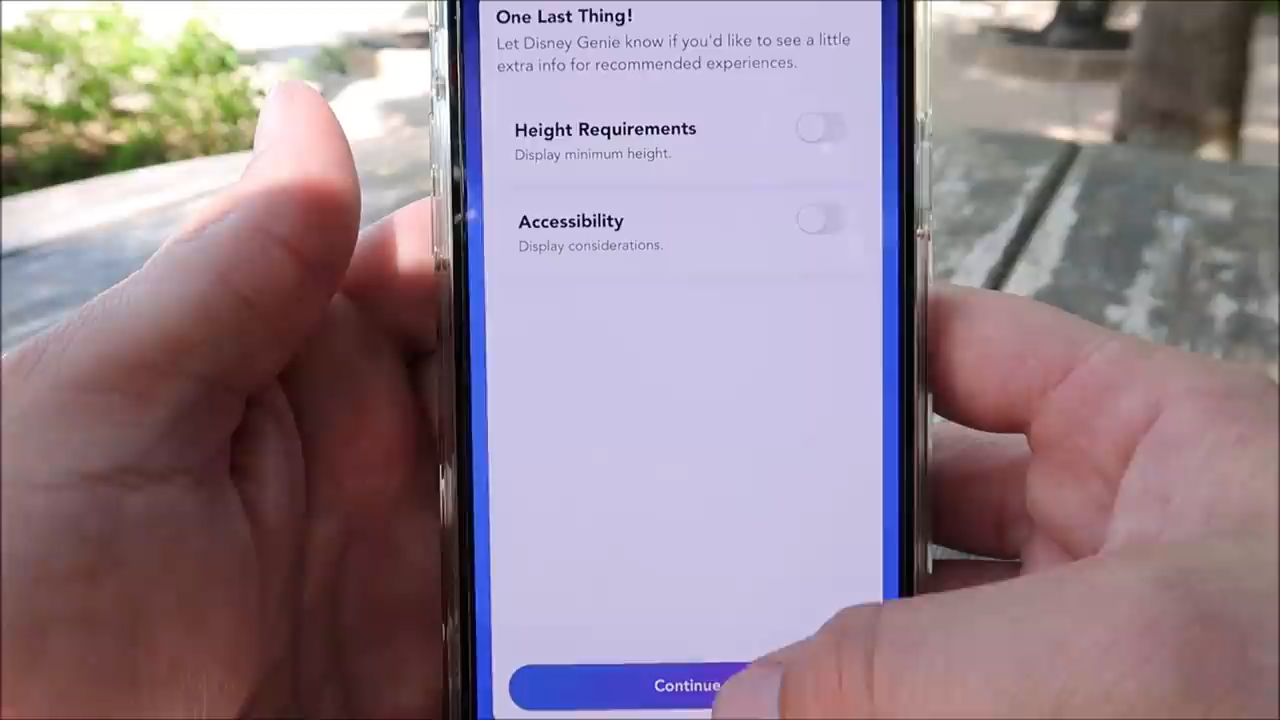 One Last Thing!
Let Disney Genie know if you'd like to see a little
extra info for recommended experiences.
Height Requirements
Display minimum height.
Accessibility
Display considerations.
Continue